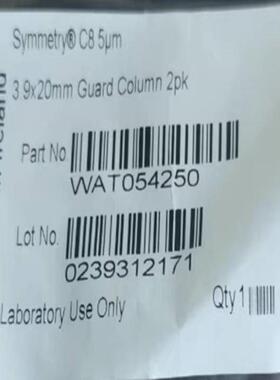 Symmetry® C8 5µm
3.9x20mm Guard Column 2pk
Part No.
WAT054250
Lot No.
0239312171
Laboratory Use Only
Qty 1